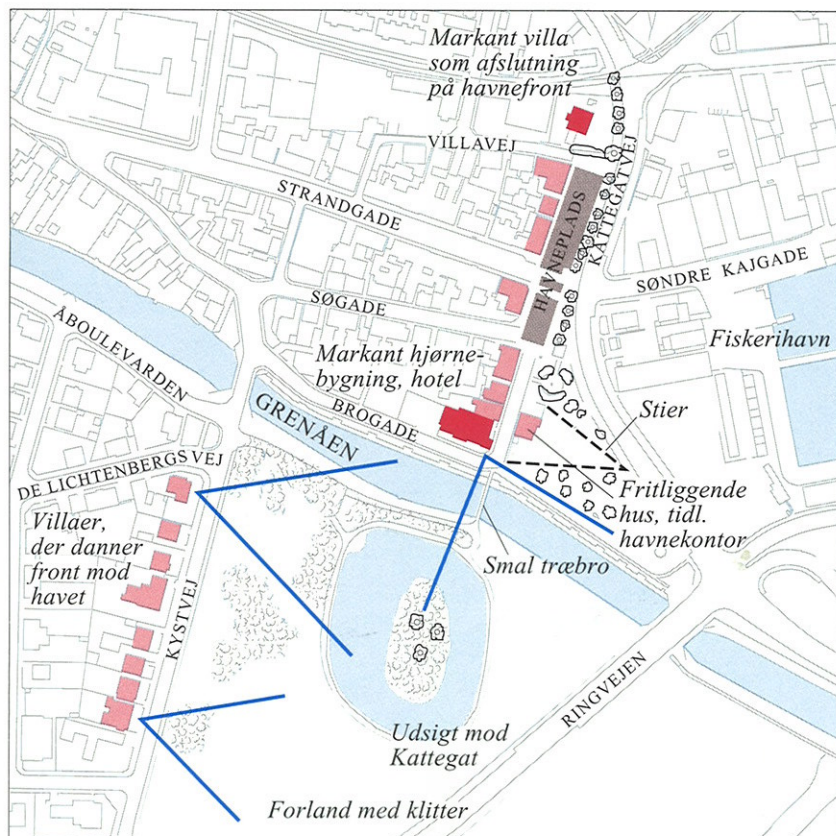 Markant villa
som afslutning
på havnefront
VILLAVEJ
KATTEGATVEJ
STRANDGADE
HAVNEPLADS
SØNDRE KAJGADE
SØGADE
Fiskerihavn
ÅBOULEVARDEN
Markant hjørne-
bygning, hotel
BROGADE
GRENÅEN
Stier
DE LICHTENBERGS VEJ
Fritliggende
hus, tidl.
havnekontor
Villaer,
der danner
front mod
havet
Smal træbro
KYSTVEJ
RINGVEJEN
Udsigt mod
Kattegat
Forland med klitter